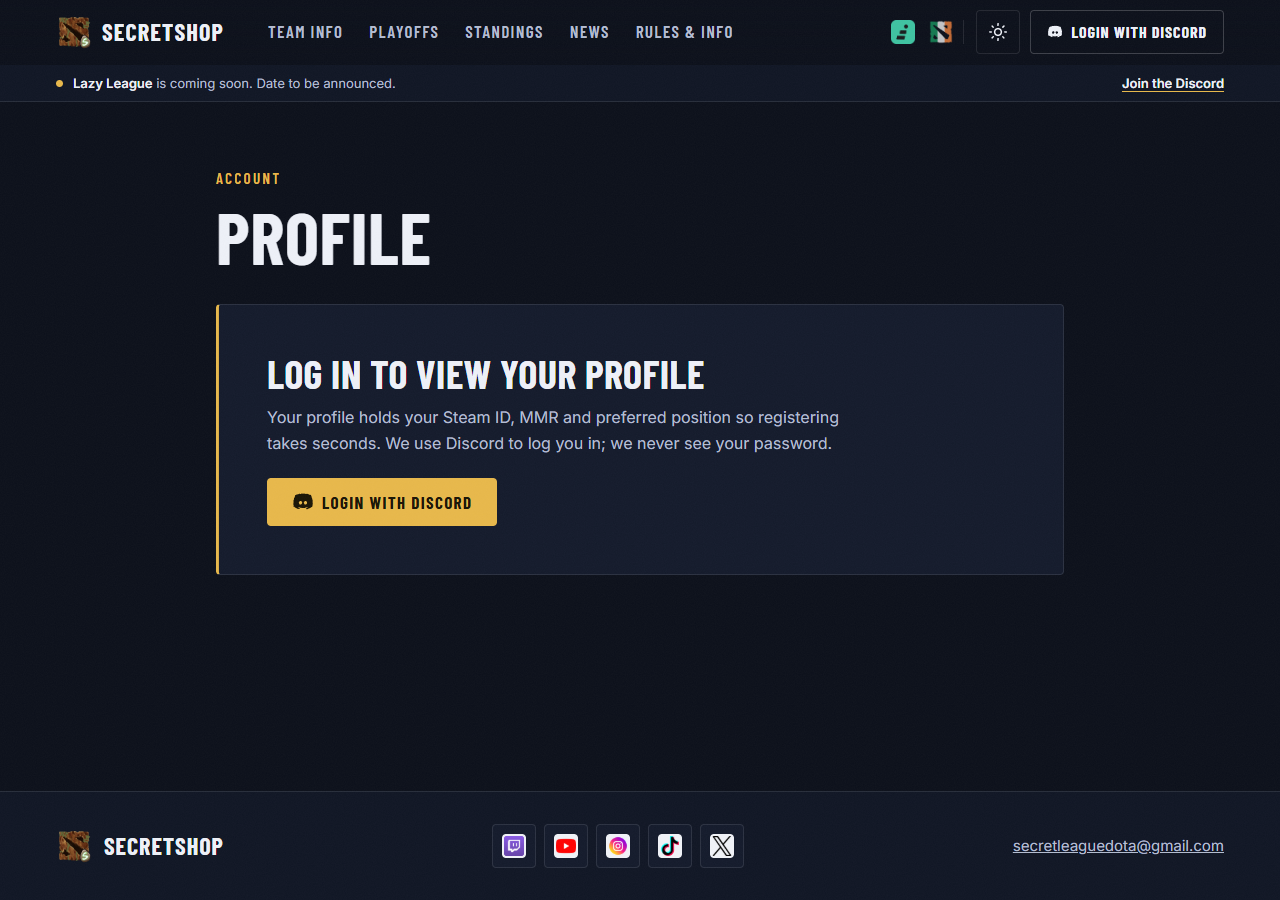 SECRETSHOP TEAM INFO PLAYOFFS STANDINGS NEWS RULES & INFO LOGIN WITH DISCORD
Lazy League is coming soon. Date to be announced. Join the Discord
ACCOUNT
PROFILE
LOG IN TO VIEW YOUR PROFILE
Your profile holds your Steam ID, MMR and preferred position so registering
takes seconds. We use Discord to log you in; we never see your password.
LOGIN WITH DISCORD
SECRETSHOP secretleaguedota@gmail.com